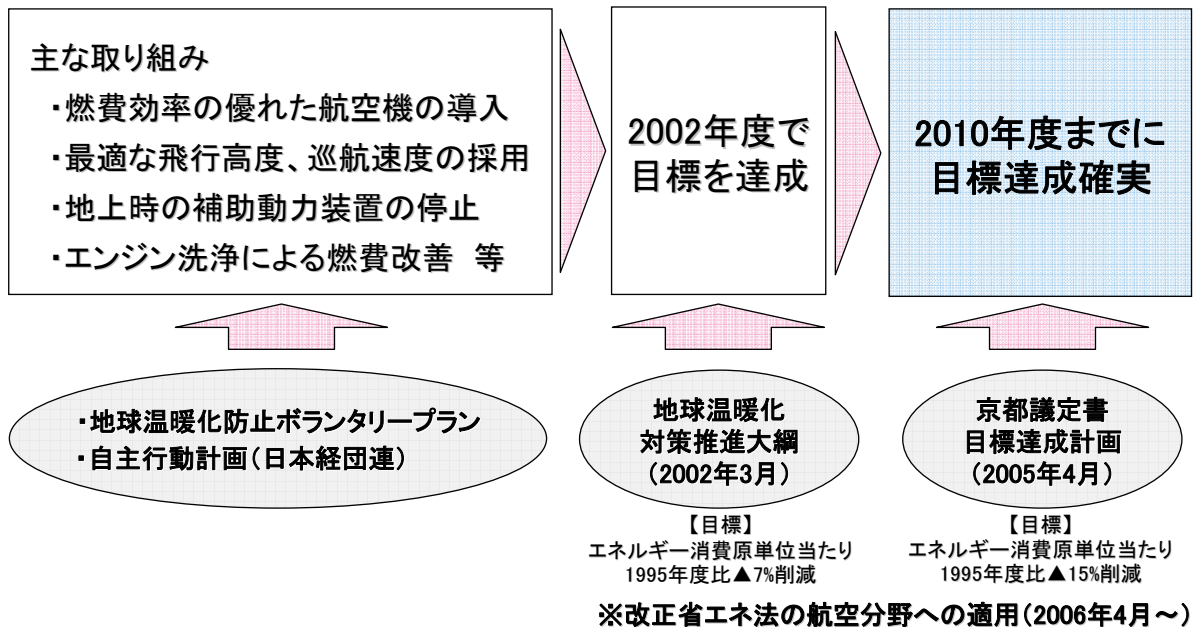 主な取り組み
・燃費効率の優れた航空機の導入
・最適な飛行高度、巡航速度の採用
・地上時の補助動力装置の停止
・エンジン洗浄による燃費改善　等
2002年度で
目標を達成
2010年度までに
目標達成確実
・地球温暖化防止ボランタリープラン
・自主行動計画（日本経団連）
地球温暖化
対策推進大綱
（2002年3月）
京都議定書
目標達成計画
（2005年4月）
【目標】
エネルギー消費原単位当たり
1995年度比▲7%削減
【目標】
エネルギー消費原単位当たり
1995年度比▲15%削減
※改正省エネ法の航空分野への適用（2006年4月～）